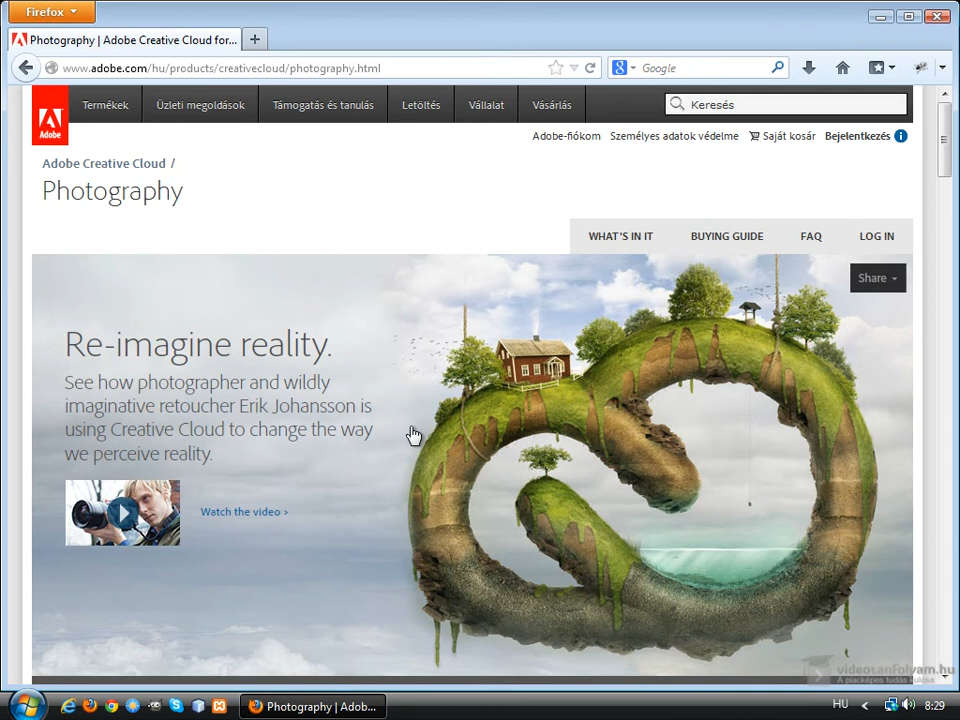 Firefox
Photography | Adobe Creative Cloud for...
www.adobe.com/hu/products/creativecloud/photography.html
Google
Adobe
Termékek
Üzleti megoldások
Támogatás és tanulás
Letöltés
Vállalat
Vásárlás
Keresés
Adobe-fiókom
Személyes adatok védelme
Saját kosár
Bejelentkezés
Adobe Creative Cloud /
Photography
WHAT'S IN IT
BUYING GUIDE
FAQ
LOG IN
Share
Re-imagine reality.
See how photographer and wildly
imaginative retoucher Erik Johansson is
using Creative Cloud to change the way
we perceive reality.
Watch the video ›
videotanfolyam.hu
A piacképes tudás kulcsa
Photography | Adob...
HU
8:29